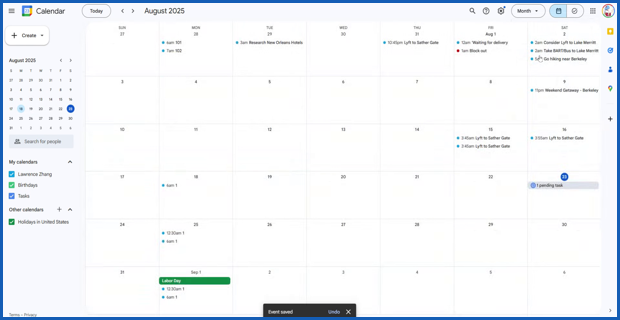 Calendar
Today
August 2025
Month
Create
August 2025
S M T W T F S
27 28 29 30 31 1 2
3 4 5 6 7 8 9
10 11 12 13 14 15 16
17 18 19 20 21 22 23
24 25 26 27 28 29 30
31 1 2 3 4 5 6
Search for people
My calendars
Lawrence Zhang
Birthdays
Tasks
Other calendars
Holidays in United States
Terms – Privacy
SUN MON TUE WED THU FRI SAT
27 28 29 30 31 Aug 1 2
6am 101
7am 102
3am Research New Orleans Hotels
10:45pm Lyft to Sather Gate
12pm "Waiting for delivery
1am Block out
2am Consider Lyft to Lake Merritt
2am Take BART/Bus to Lake Merritt
Go Hiking near Berkeley
3 4 5 6 7 8 9
11pm Weekend Getaway - Berkeley
10 11 12 13 14 15 16
3:45am Lyft to Sather Gate
3:45am Lyft to Sather Gate
3:50am Lyft to Sather Gate
17 18 19 20 21 22 23
6am 1
1 pending task
24 25 26 27 28 29 30
12:30am 1
6am 1
31 Sep 1 2 3 4 5 6
Labor Day
12:30am 1
6am 1
Event saved
Undo